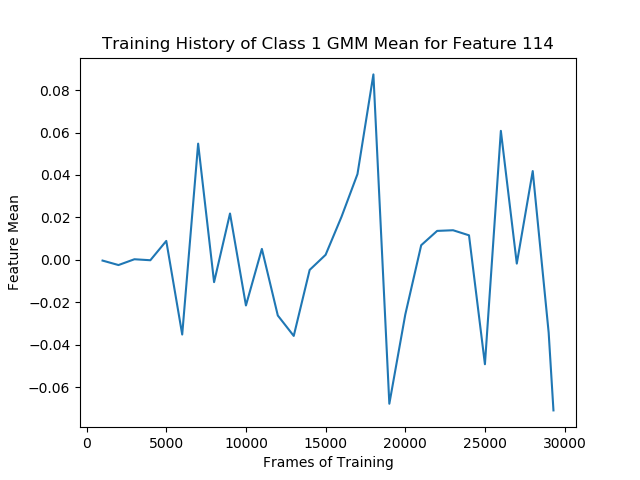 Training History of Class 1 GMM Mean for Feature 114
0.08
0.06
0.04
0.02
0.00
−0.02
−0.04
−0.06
Feature Mean
0 5000 10000 15000 20000 25000 30000
Frames of Training